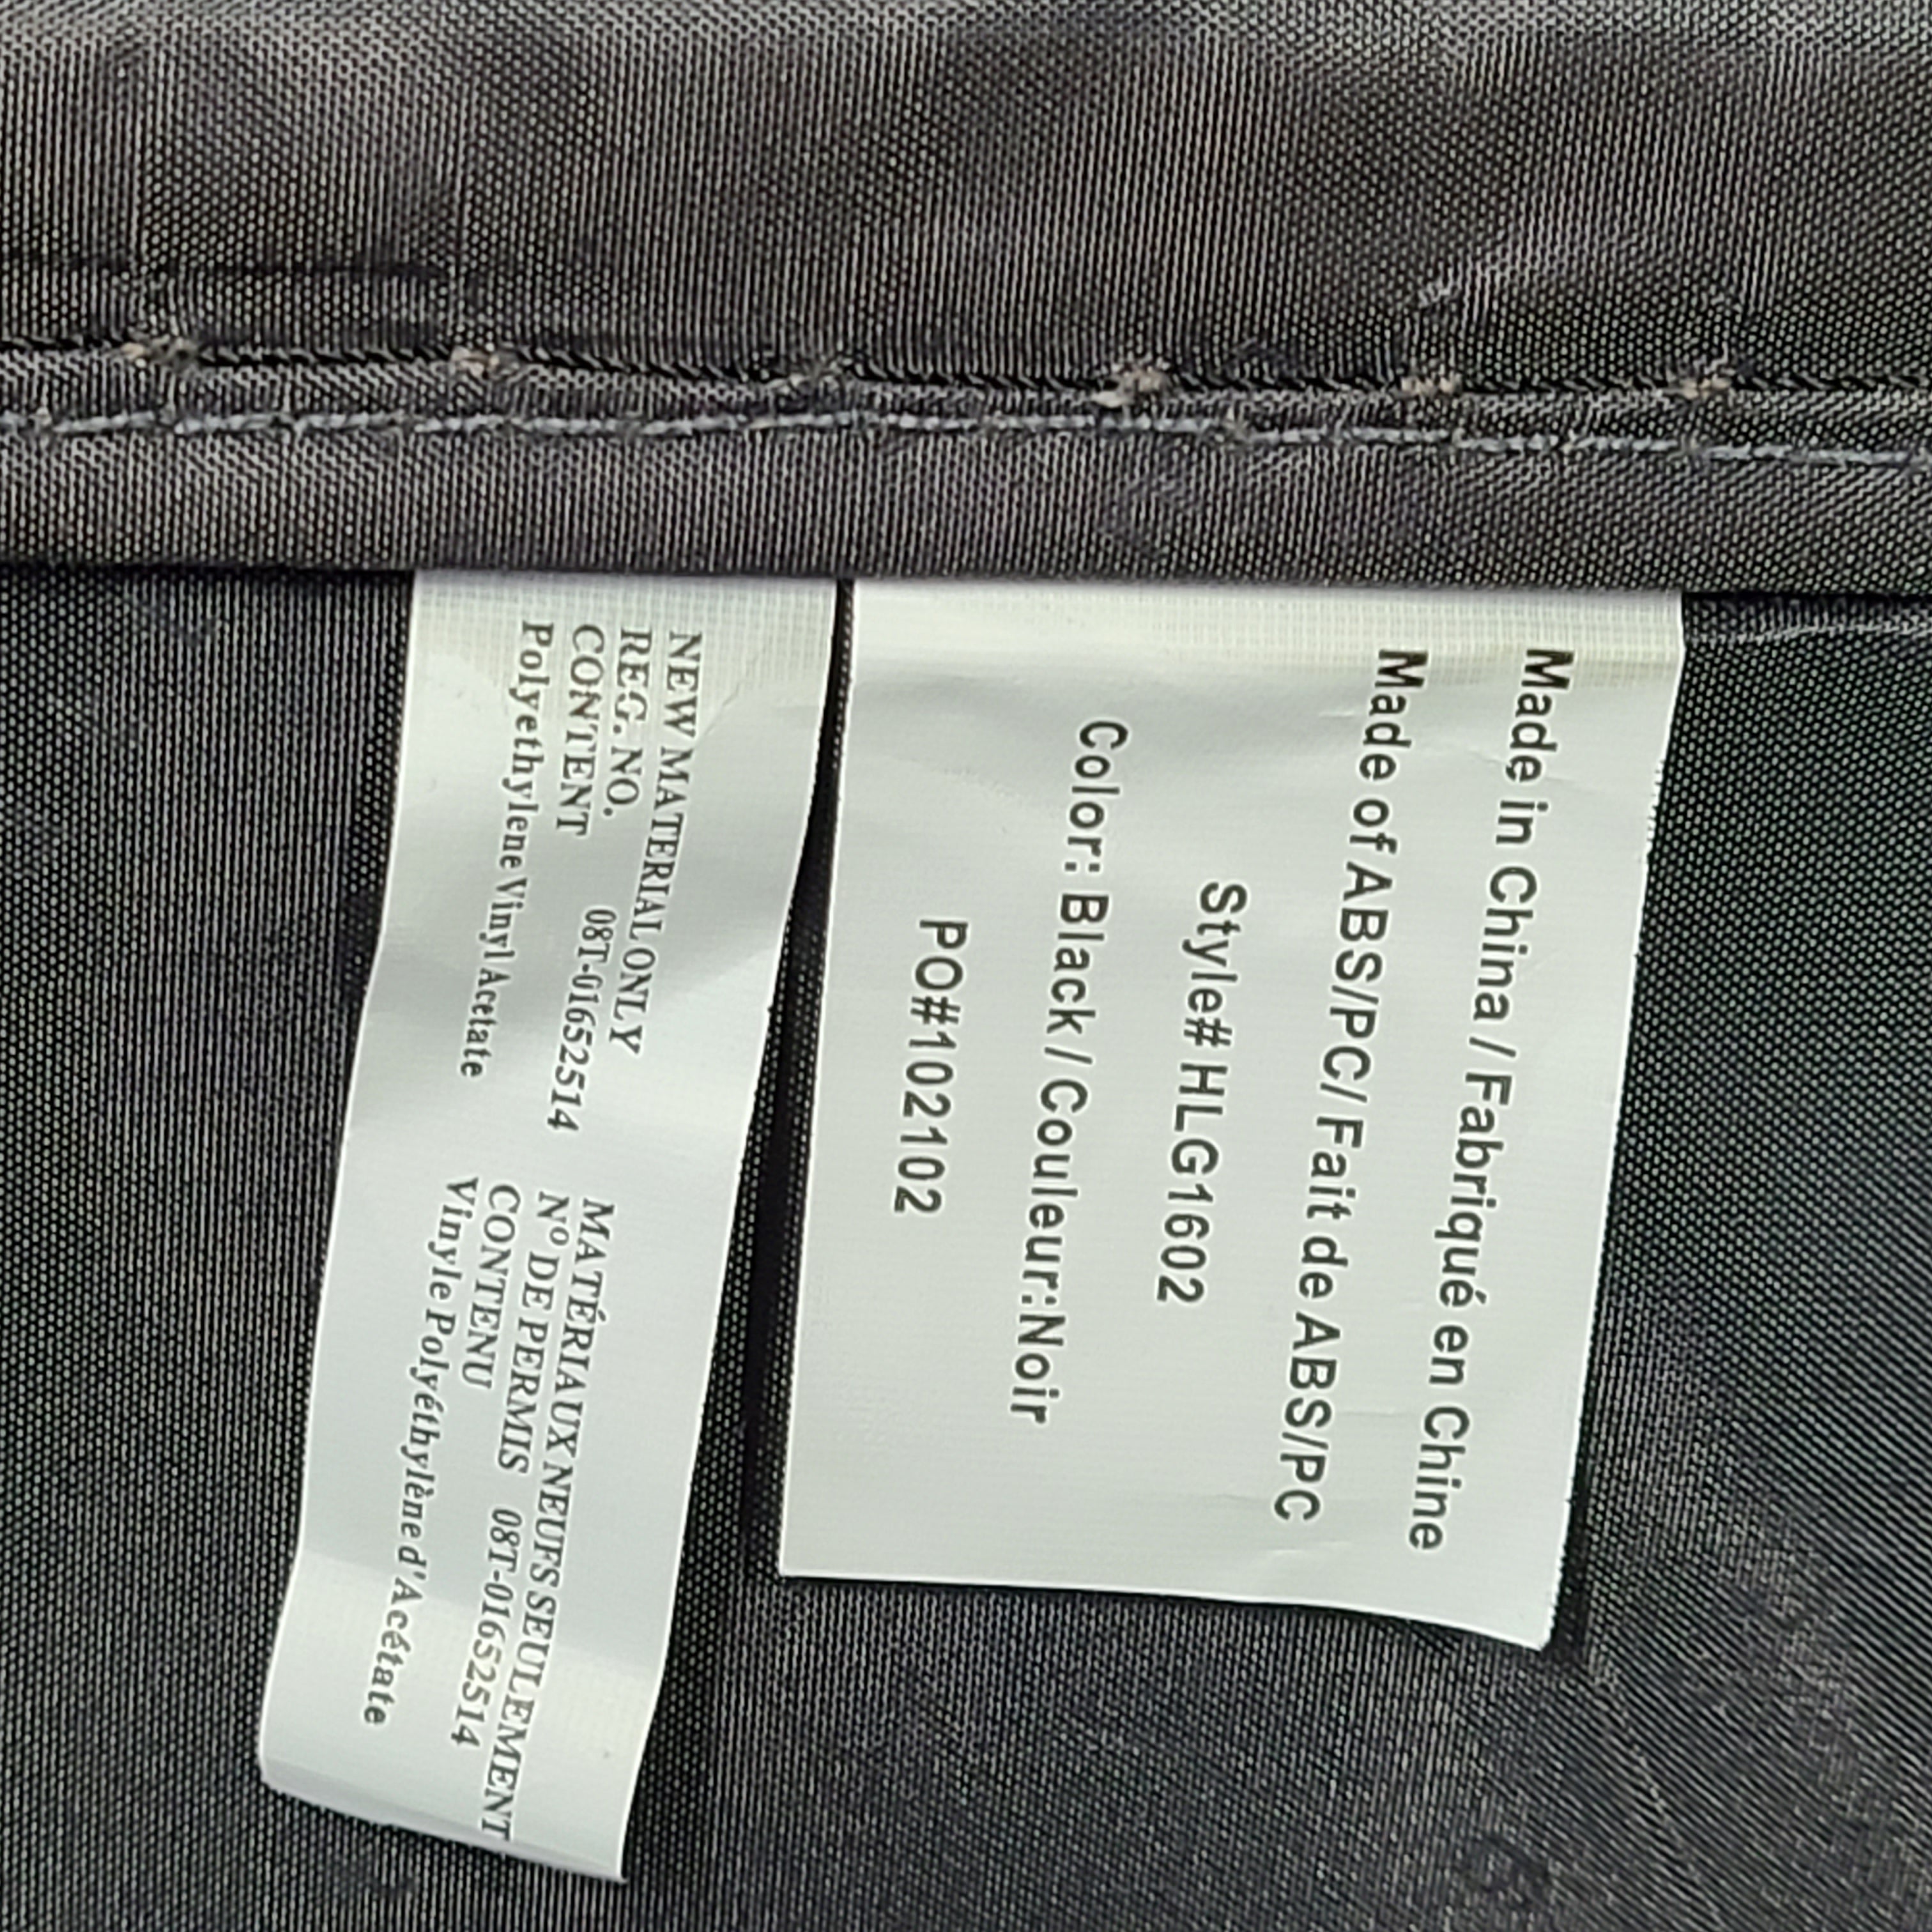 Made in China / Fabriqué en Chine
Made of ABS/PC/ Fait de ABS/PC
Style# HLG1602
Color: Black / Couleur:Noir
PO#102102
NEW MATERIAL ONLY
REG. NO. 08T-01652514
CONTENT
Polyethylene Vinyl Acetate
MATÉRIAUX NEUFS SEULEMENT
Nº DE PERMIS 08T-01652514
CONTENU
Vinyle Polyéthylène d'Acétate